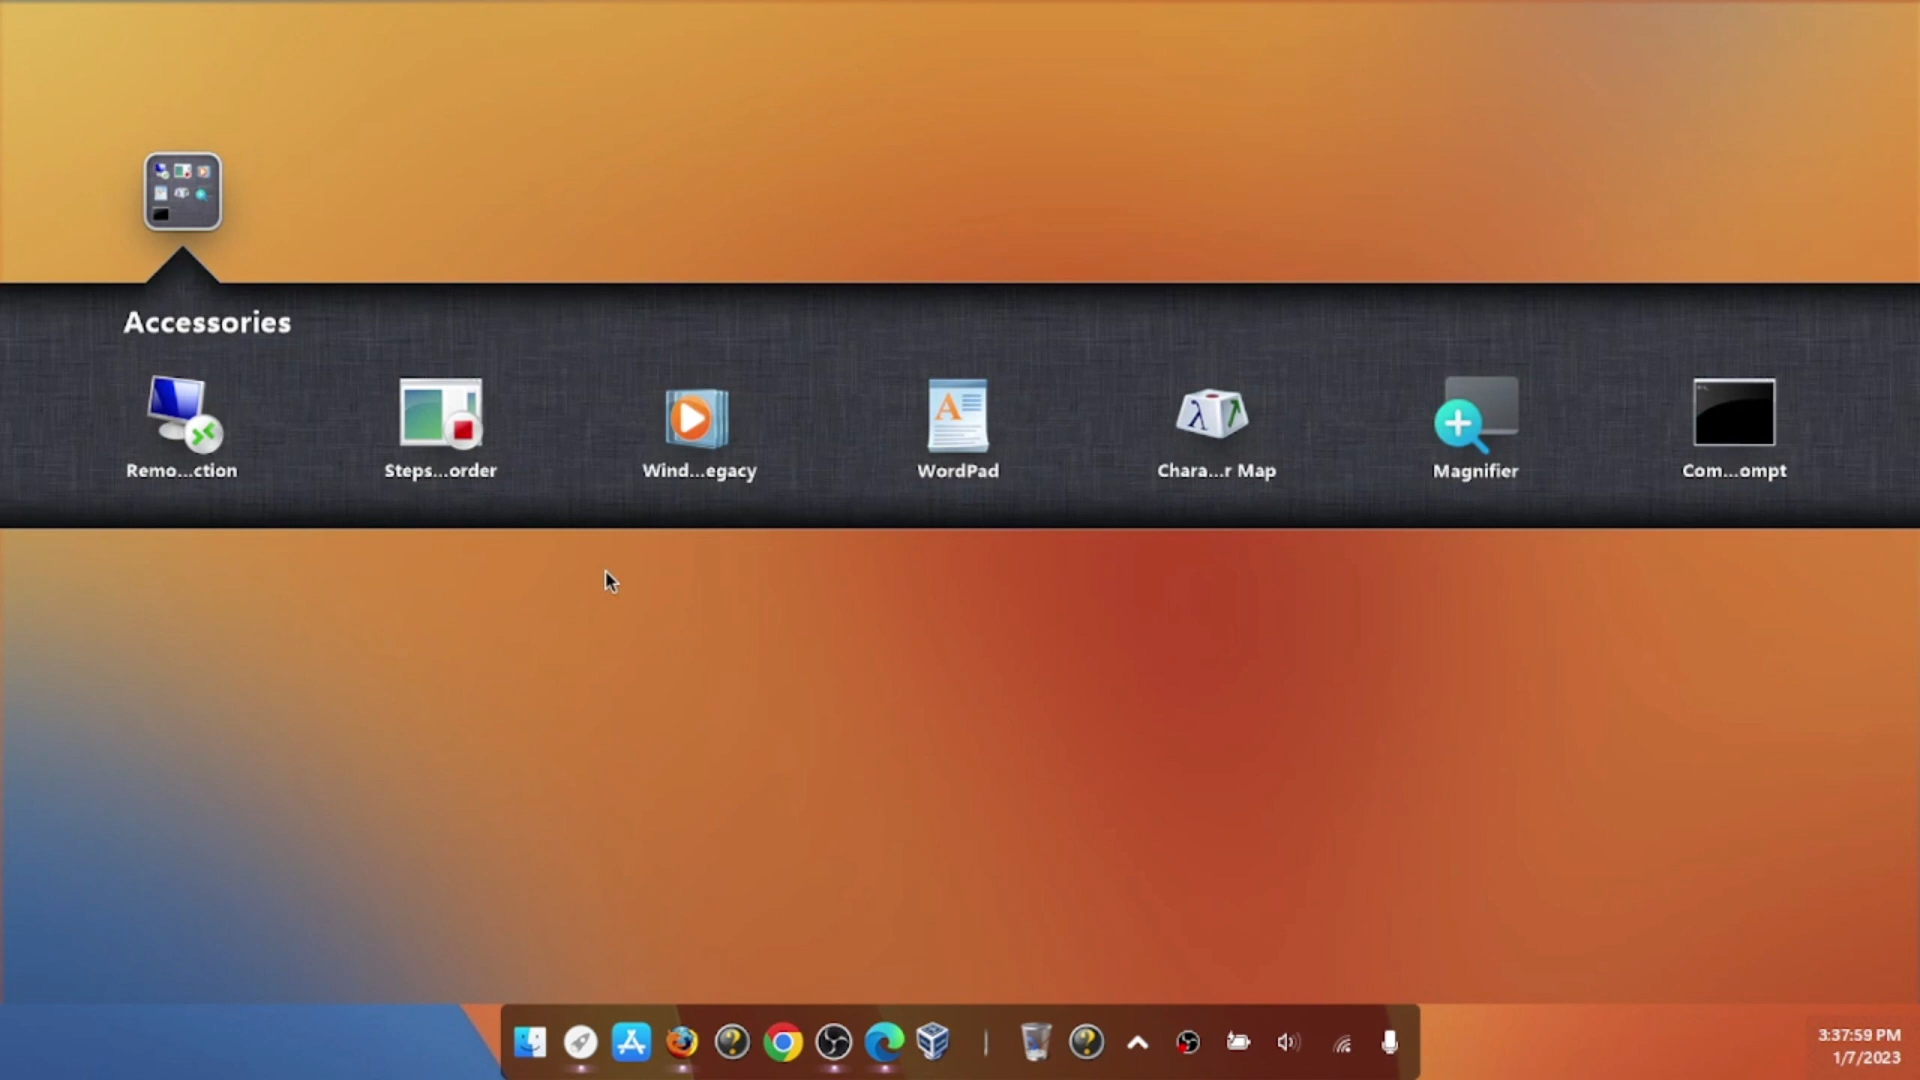 Accessories
Remo...ction
Steps...order
Wind...egacy
WordPad
Chara...r Map
Magnifier
Com...ompt
3:37:59 PM
1/7/2023